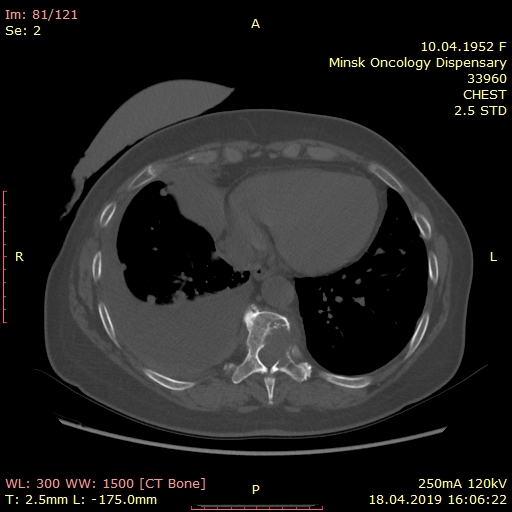 Im: 81/121
Se: 2
A
10.04.1952 F
Minsk Oncology Dispensary
33960
CHEST
2.5 STD
R
L
WL: 300 WW: 1500 [CT Bone]
T: 2.5mm L: -175.0mm
P
250mA 120kV
18.04.2019 16:06:22